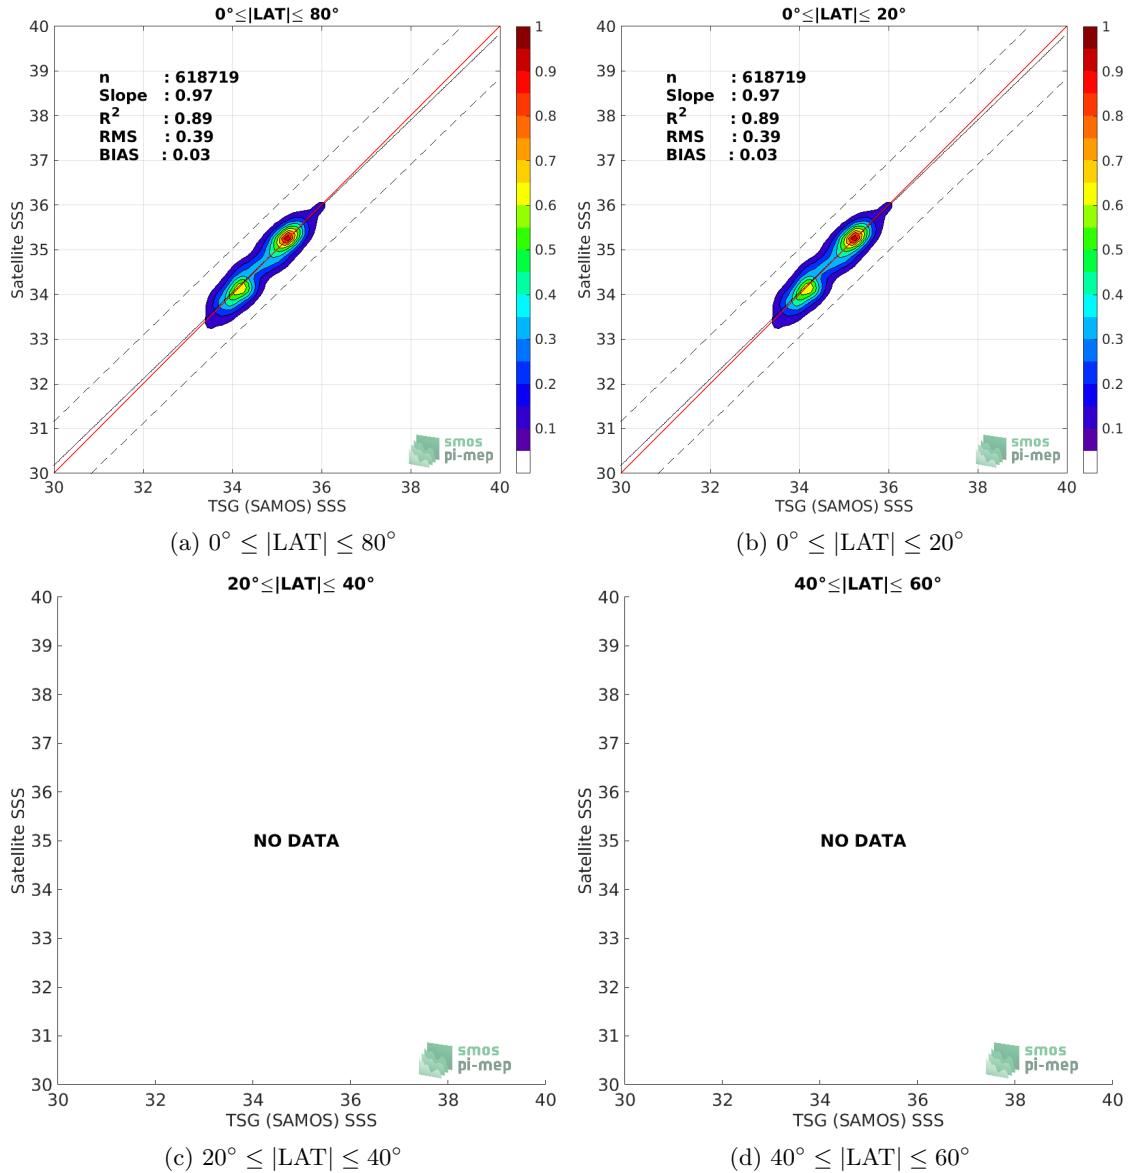 0°≤|LAT|≤ 80°
40
39
38
37
36
35
34
33
32
31
30
Satellite SSS
n : 618719
Slope : 0.97
R² : 0.89
RMS : 0.39
BIAS : 0.03
smos
pi-mep
30 32 34 36 38 40
TSG (SAMOS) SSS
1
0.9
0.8
0.7
0.6
0.5
0.4
0.3
0.2
0.1
(a) 0° ≤ |LAT| ≤ 80°
0°≤|LAT|≤ 20°
40
39
38
37
36
35
34
33
32
31
30
Satellite SSS
n : 618719
Slope : 0.97
R² : 0.89
RMS : 0.39
BIAS : 0.03
smos
pi-mep
30 32 34 36 38 40
TSG (SAMOS) SSS
1
0.9
0.8
0.7
0.6
0.5
0.4
0.3
0.2
0.1
(b) 0° ≤ |LAT| ≤ 20°
20°≤|LAT|≤ 40°
40
39
38
37
36
35
34
33
32
31
30
Satellite SSS
NO DATA
smos
pi-mep
30 32 34 36 38 40
TSG (SAMOS) SSS
(c) 20° ≤ |LAT| ≤ 40°
40°≤|LAT|≤ 60°
40
39
38
37
36
35
34
33
32
31
30
Satellite SSS
NO DATA
smos
pi-mep
30 32 34 36 38 40
TSG (SAMOS) SSS
(d) 40° ≤ |LAT| ≤ 60°